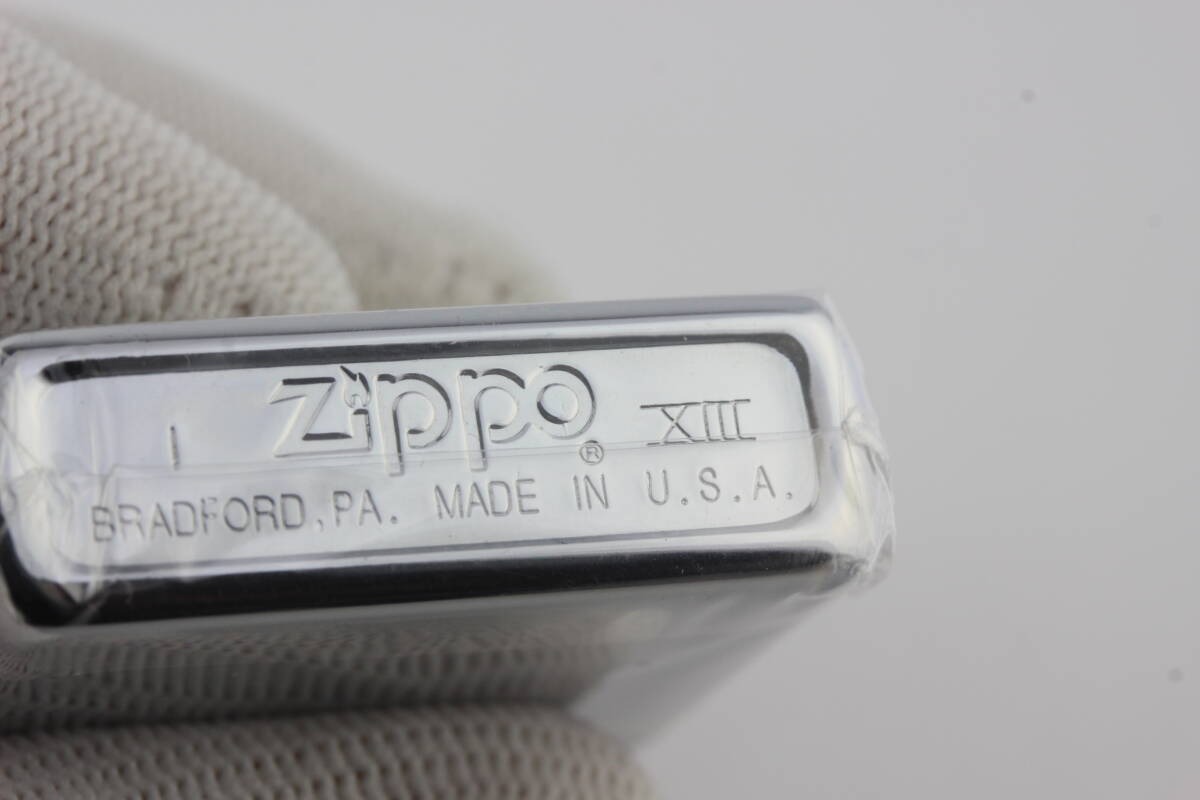 I Zippo® XIII
BRADFORD, PA. MADE IN U.S.A.